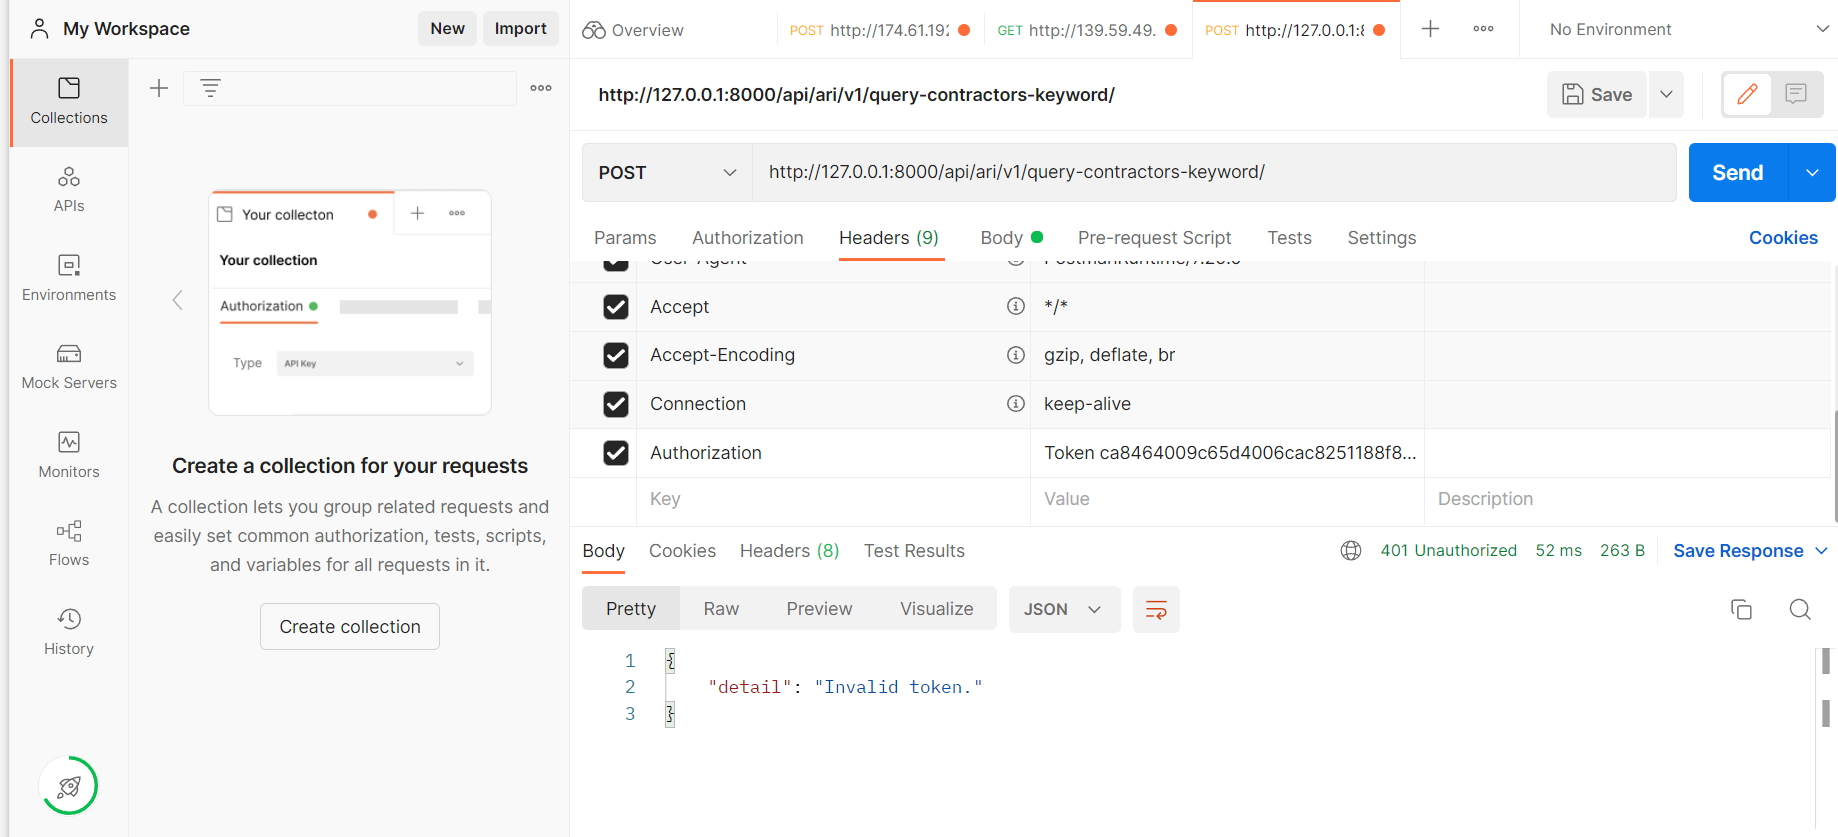 My Workspace
New
Import
Overview
POST http://174.61.192
GET http://139.59.49.
POST http://127.0.0.1:8
No Environment
Collections
APIs
Environments
Mock Servers
Monitors
Flows
History
Your collecton
Your collection
Authorization
Type
API Key
Create a collection for your requests
A collection lets you group related requests and
easily set common authorization, tests, scripts,
and variables for all requests in it.
Create collection
http://127.0.0.1:8000/api/ari/v1/query-contractors-keyword/
Save
POST
http://127.0.0.1:8000/api/ari/v1/query-contractors-keyword/
Send
Params Authorization Headers (9) Body Pre-request Script Tests Settings Cookies
User-Agent
Accept */*
Accept-Encoding gzip, deflate, br
Connection keep-alive
Authorization Token ca8464009c65d4006cac8251188f8...
Key Value Description
Body Cookies Headers (8) Test Results 401 Unauthorized 52 ms 263 B Save Response
Pretty Raw Preview Visualize JSON
1 {
2 "detail": "Invalid token."
3 }